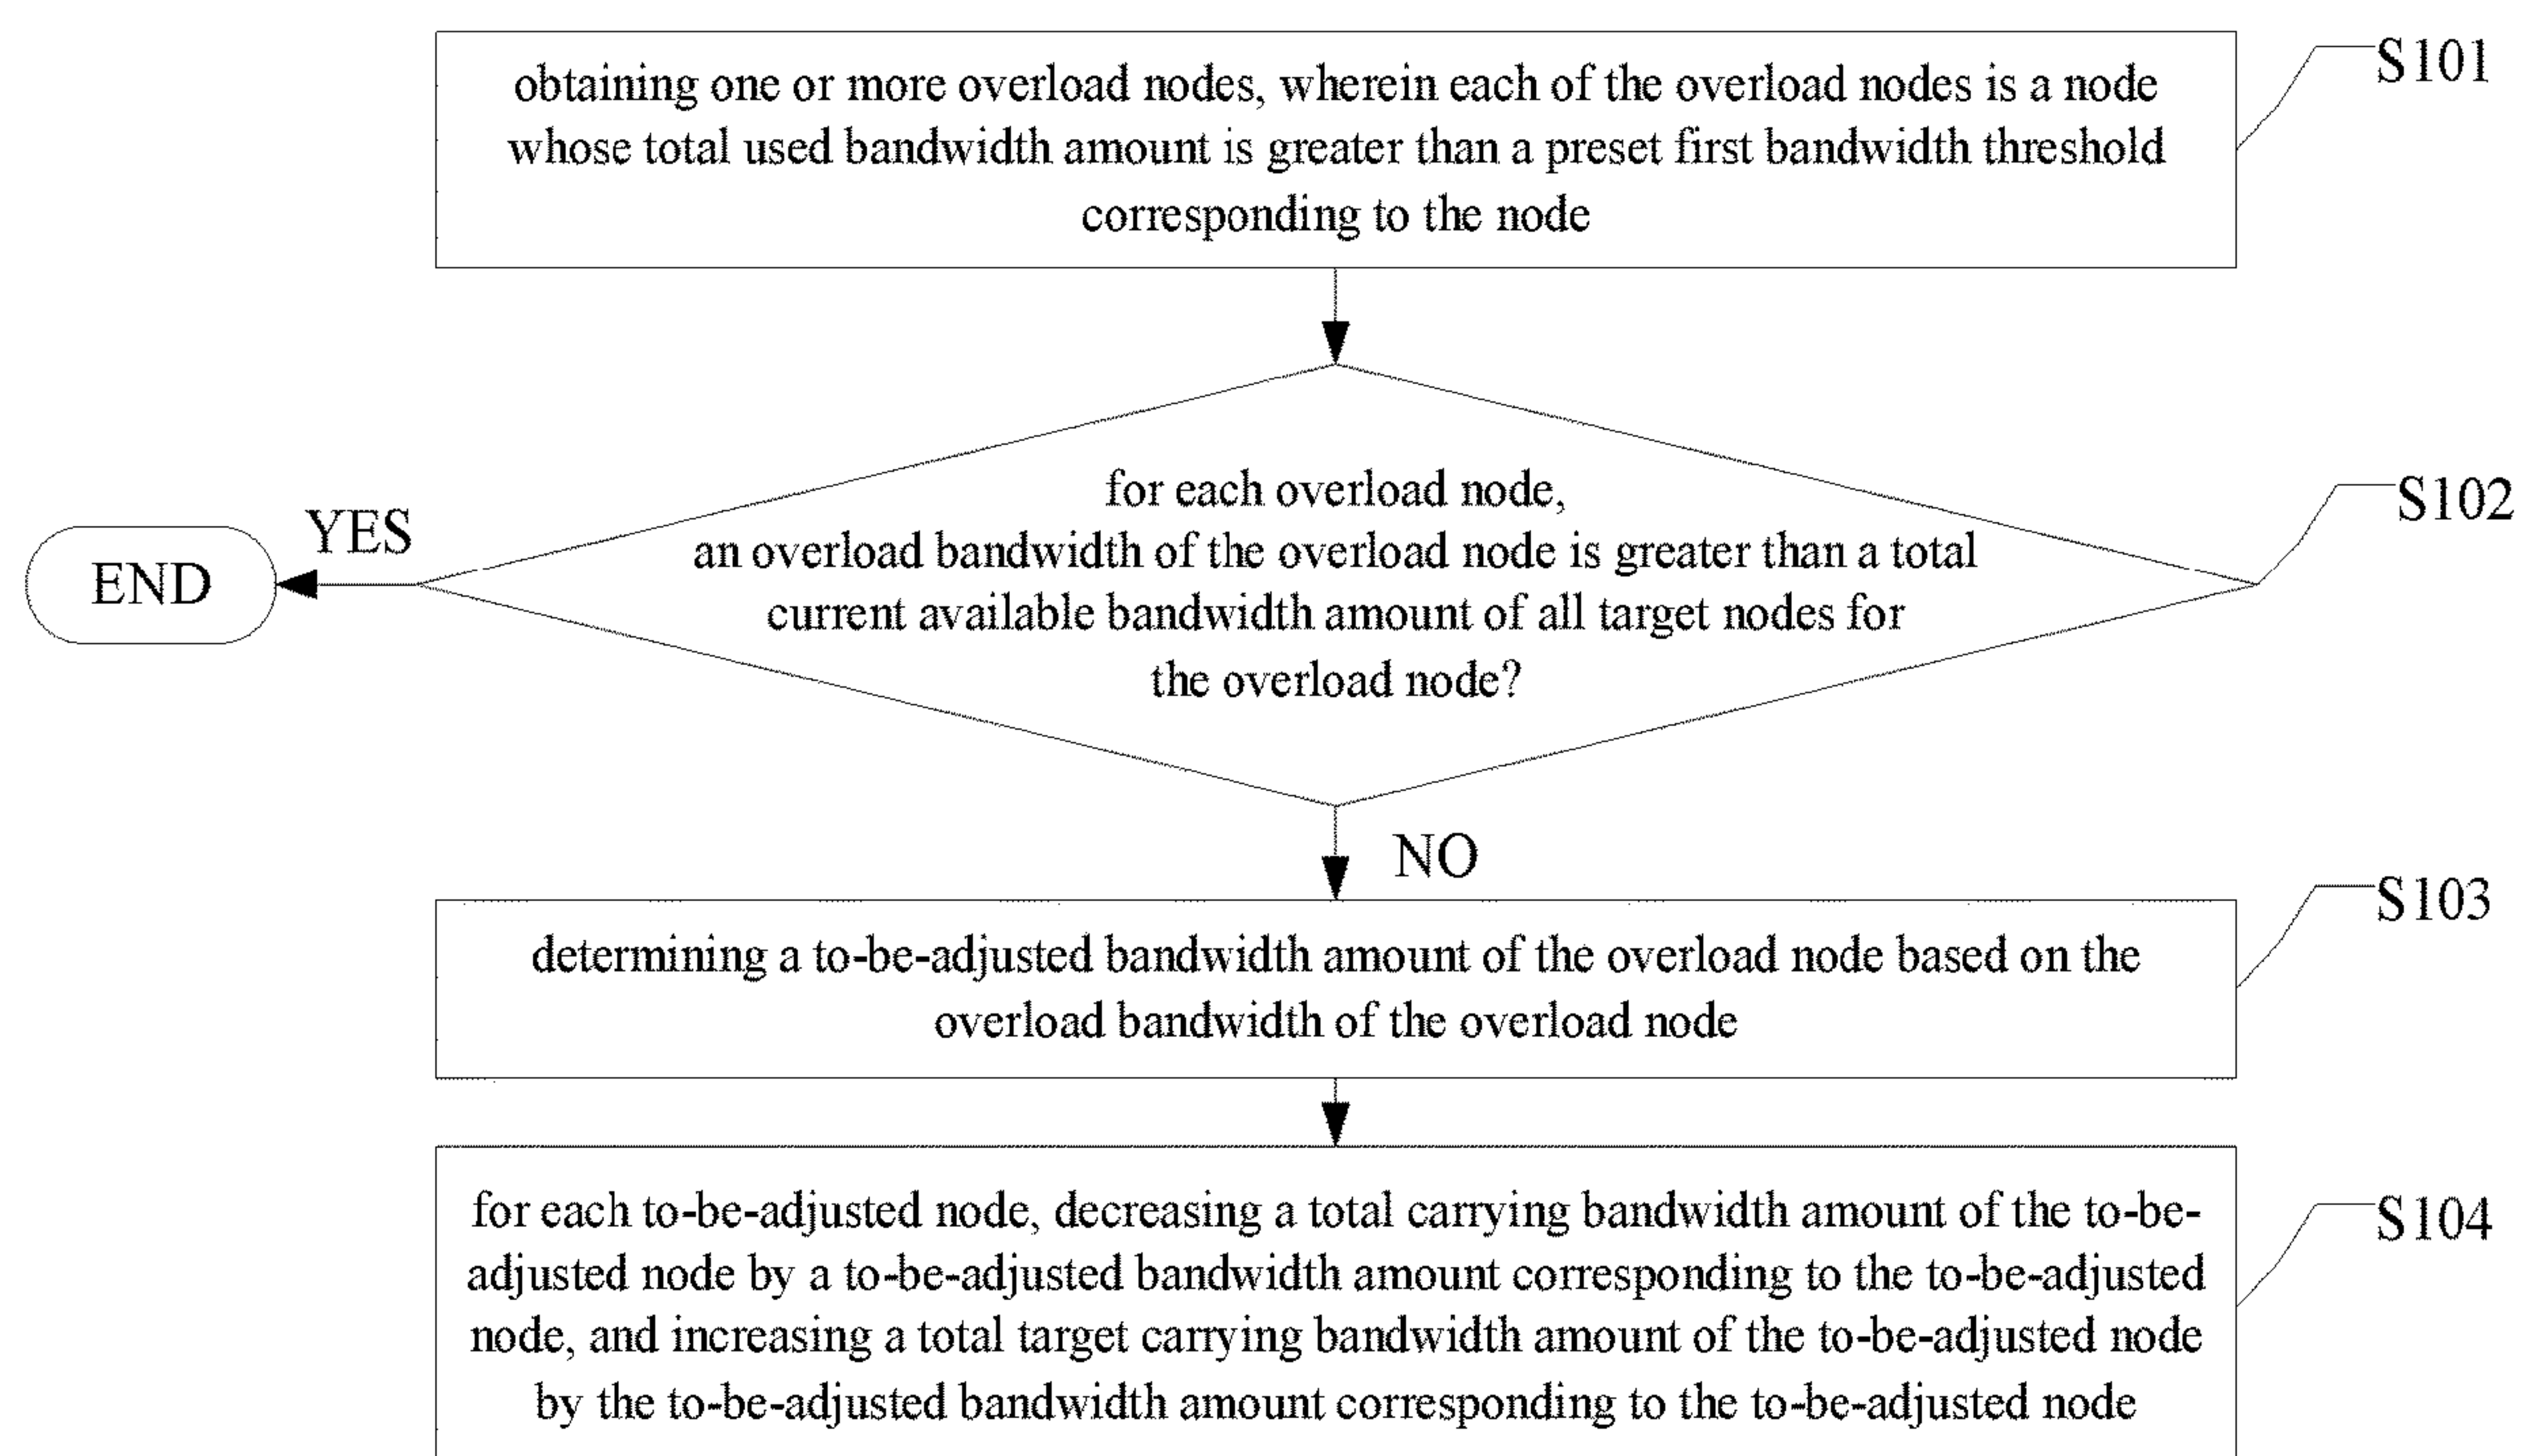 obtaining one or more overload nodes, wherein each of the overload nodes is a node
whose total used bandwidth amount is greater than a preset first bandwidth threshold
corresponding to the node
S101
for each overload node,
an overload bandwidth of the overload node is greater than a total
current available bandwidth amount of all target nodes for
the overload node?
S102
YES
END
NO
determining a to-be-adjusted bandwidth amount of the overload node based on the
overload bandwidth of the overload node
S103
for each to-be-adjusted node, decreasing a total carrying bandwidth amount of the to-be-
adjusted node by a to-be-adjusted bandwidth amount corresponding to the to-be-adjusted
node, and increasing a total target carrying bandwidth amount of the to-be-adjusted node
by the to-be-adjusted bandwidth amount corresponding to the to-be-adjusted node
S104